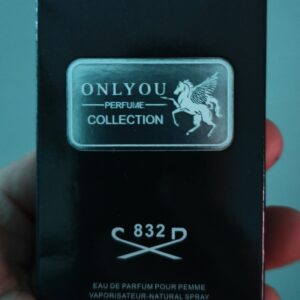 ONLYOU
PERFUME
COLLECTION
832
EAU DE PARFUM POUR PEMME
VAPORISATEUR-NATURAL SPRAY